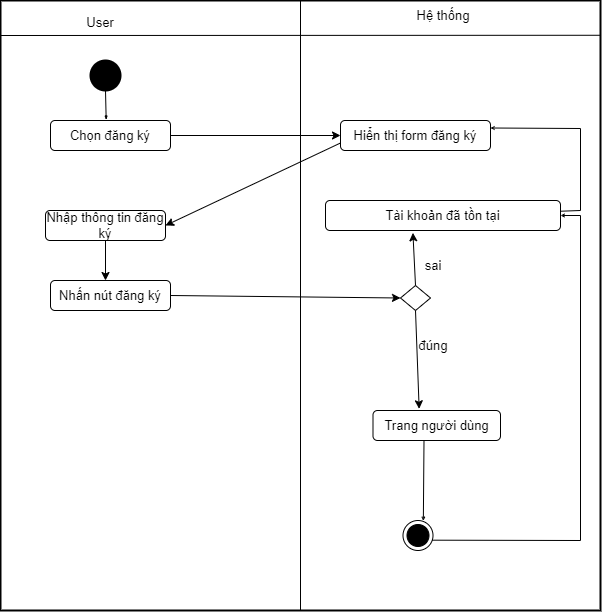 User
Hệ thống
Chọn đăng ký
Hiển thị form đăng ký
Nhập thông tin đăng
ký
Tài khoản đã tồn tại
sai
Nhấn nút đăng ký
đúng
Trang người dùng